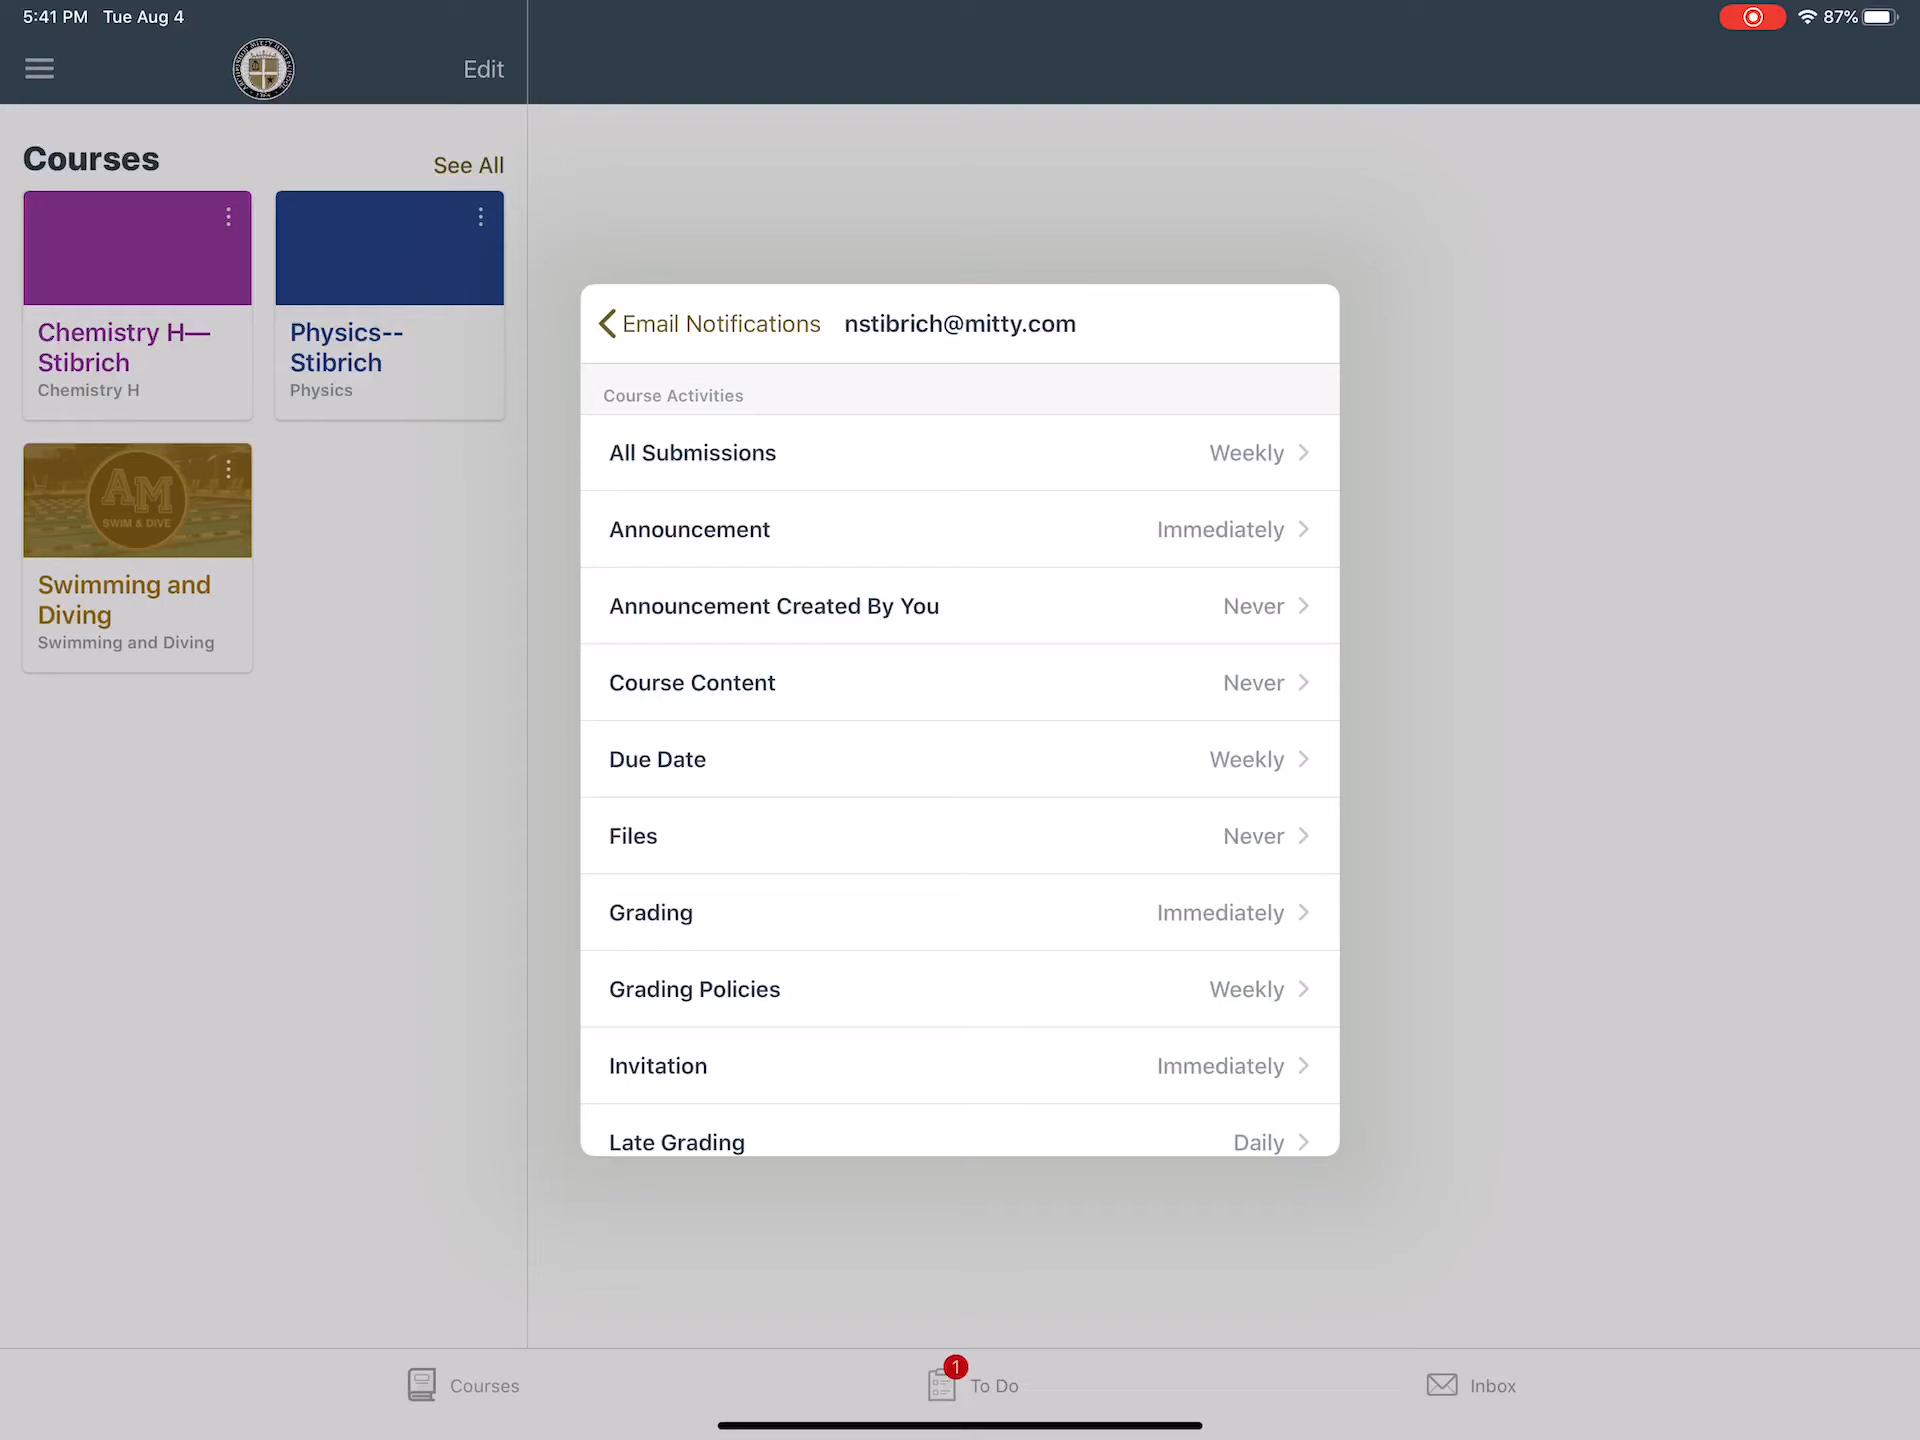 5:41 PM Tue Aug 4
87%
Edit
Courses
See All
Chemistry H—
Stibrich
Chemistry H
Physics--
Stibrich
Physics
AM
SWIM & DIVE
Swimming and
Diving
Swimming and Diving
Email Notifications nstibrich@mitty.com
Course Activities
All Submissions Weekly
Announcement Immediately
Announcement Created By You Never
Course Content Never
Due Date Weekly
Files Never
Grading Immediately
Grading Policies Weekly
Invitation Immediately
Late Grading Daily
Courses
1
To Do
Inbox